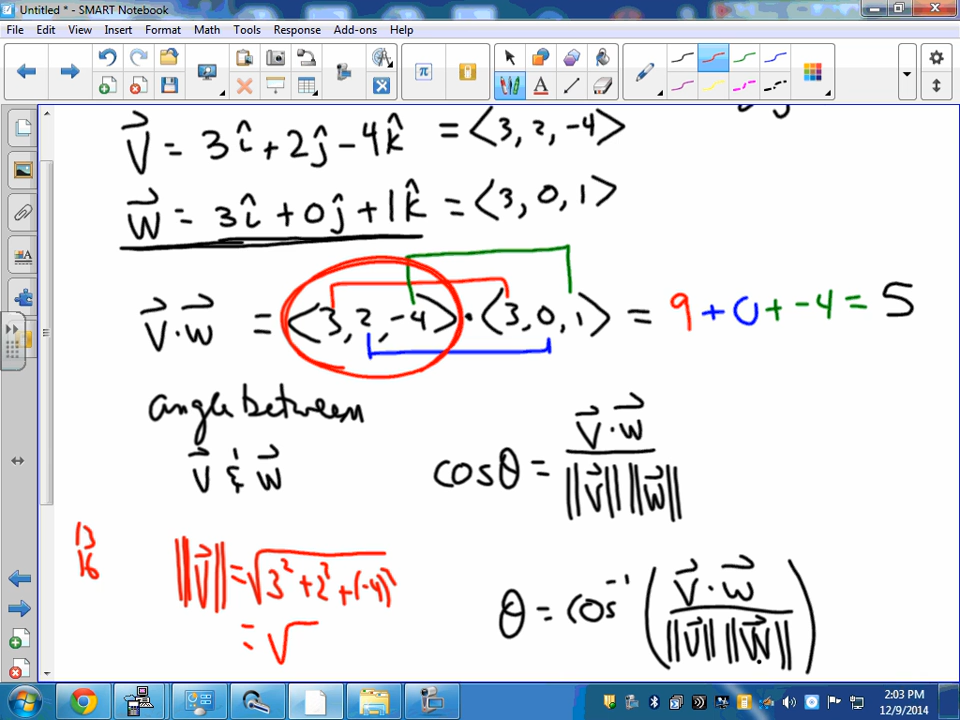 Untitled * - SMART Notebook
File Edit View Insert Format Math Tools Response Add-ons Help
v⃗ = 3î + 2ĵ - 4k̂ = ⟨3, 2, -4⟩
w⃗ = 3î + 0ĵ + 1k̂ = ⟨3, 0, 1⟩
v⃗ · w⃗ = ⟨3, 2, -4⟩ · ⟨3, 0, 1⟩ = 9 + 0 + -4 = 5
angle between
v⃗ & w⃗
cosθ = v⃗ · w⃗ / ‖v⃗‖ ‖w⃗‖
13
16
‖v⃗‖ = √3² + 2² + (-4)²
= √
θ = cos⁻¹ ( v⃗ · w⃗ / ‖v⃗‖ ‖w⃗‖ )
2:03 PM
12/9/2014